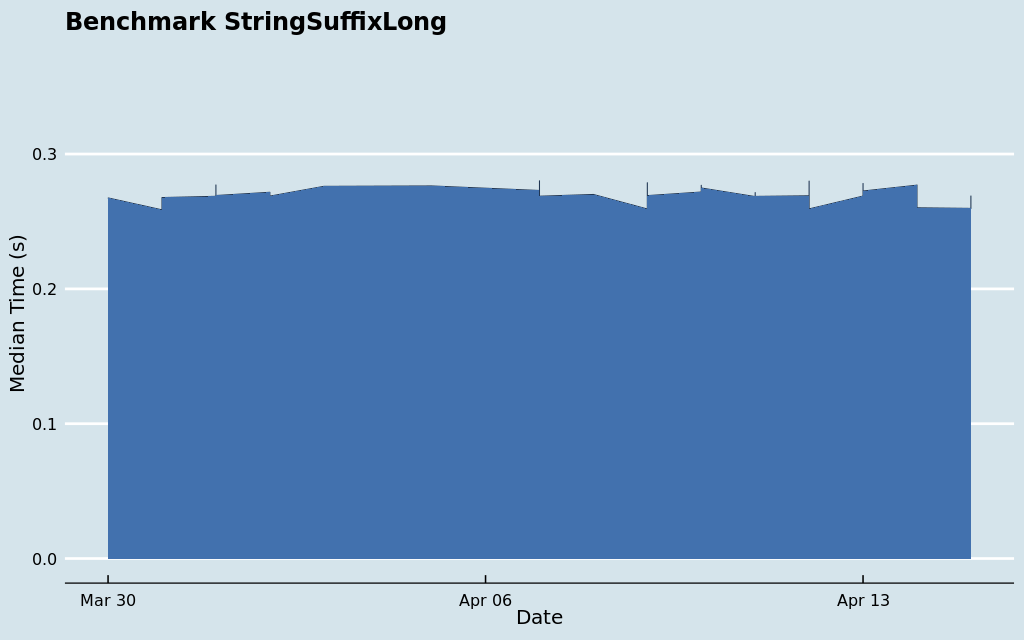 Benchmark StringSuffixLong
0.3
0.2
0.1
0.0
Median Time (s)
Mar 30
Apr 06
Apr 13
Date